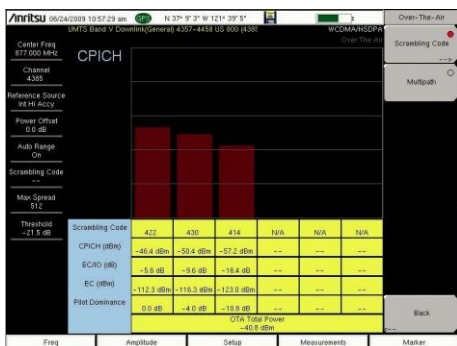 Anritsu 06/24/2009 10:57:29 am GPS N 37° 9' 3" W 121° 39' 5"
Over-The-Air
UMTS Band V Downlink(General) 4357-4458 US 800 (4385
WCDMA/HSDPA
Over The Air
Center Freq
877.000 MHz
Channel
4385
Reference Source
Int Hi Accy
Power Offset
0.0 dB
Auto Range
On
Scrambling Code
--
Max Spread
512
Threshold
-21.5 dB
CPICH
Scrambling Code 422 430 414 N/A N/A N/A
CPICH (dBm) -46.4 dBm -50.4 dBm -57.2 dBm -- -- --
EC/IO (dB) -5.6 dB -9.6 dB -16.4 dB -- -- --
EC (dBm) -112.3 dBm -116.3 dBm -123.0 dBm -- -- --
Pilot Dominance 0.0 dB -4.0 dB -10.8 dB -- -- --
OTA Total Power
-40.8 dBm
Scrambling Code
-->
Multipath
Back
<--
Freq Amplitude Setup Measurements Marker